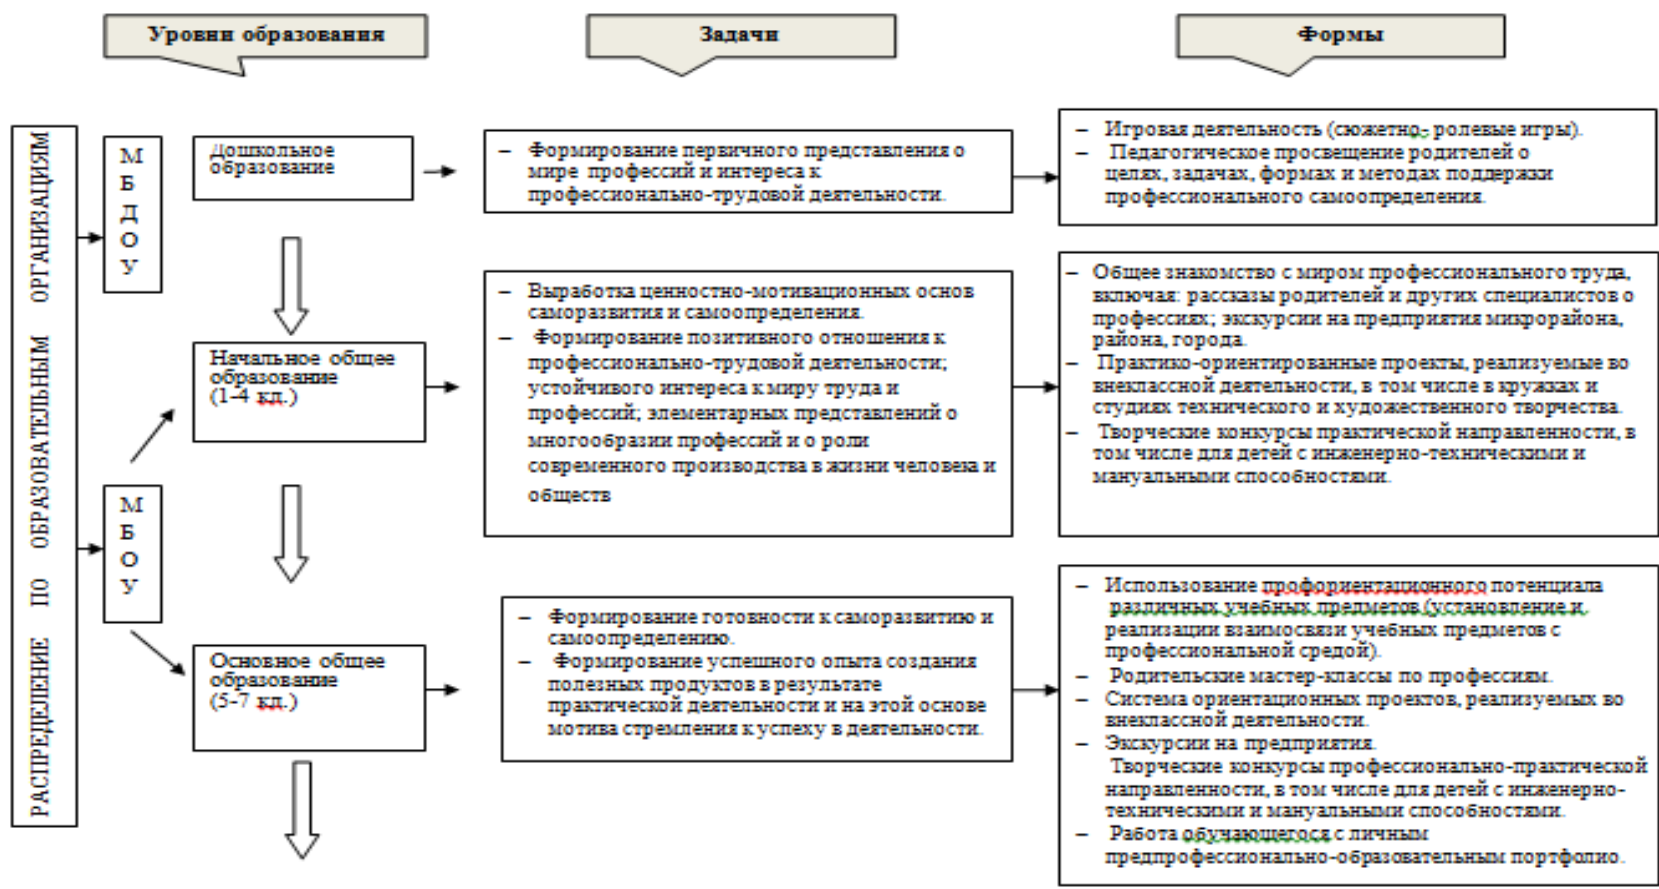 Уровни образования
Задачи
Формы
РАСПРЕДЕЛЕНИЕ ПО ОБРАЗОВАТЕЛЬНЫМ ОРГАНИЗАЦИЯМ
М
Б
Д
О
У
Дошкольное
образование
– Формирование первичного представления о
мире профессий и интереса к
профессионально-трудовой деятельности.
– Игровая деятельность (сюжетно- ролевые игры).
– Педагогическое просвещение родителей о
целях, задачах, формах и методах поддержки
профессионального самоопределения.
Начальное общее
образование
(1-4 кл.)
– Выработка ценностно-мотивационных основ
саморазвития и самоопределения.
– Формирование позитивного отношения к
профессионально-трудовой деятельности;
устойчивого интереса к миру труда и
профессий; элементарных представлений о
многообразии профессий и о роли
современного производства в жизни человека и
обществ
– Общее знакомство с миром профессионального труда,
включая: рассказы родителей и других специалистов о
профессиях; экскурсии на предприятия микрорайона,
района, города.
– Практико-ориентированные проекты, реализуемые во
внеклассной деятельности, в том числе в кружках и
студиях технического и художественного творчества.
– Творческие конкурсы практической направленности, в
том числе для детей с инженерно-техническими и
мануальными способностями.
М
Б
О
У
Основное общее
образование
(5-7 кл.)
– Формирование готовности к саморазвитию и
самоопределению.
– Формирование успешного опыта создания
полезных продуктов в результате
практической деятельности и на этой основе
мотива стремления к успеху в деятельности.
– Использование профориентационного потенциала
различных учебных предметов (установление и
реализации взаимосвязи учебных предметов с
профессиональной средой).
– Родительские мастер-классы по профессиям.
– Система ориентационных проектов, реализуемых во
внеклассной деятельности.
– Экскурсии на предприятия.
Творческие конкурсы профессионально-практической
направленности, в том числе для детей с инженерно-
техническими и мануальными способностями.
– Работа обучающегося с личным
предпрофессионально-образовательным портфолио.